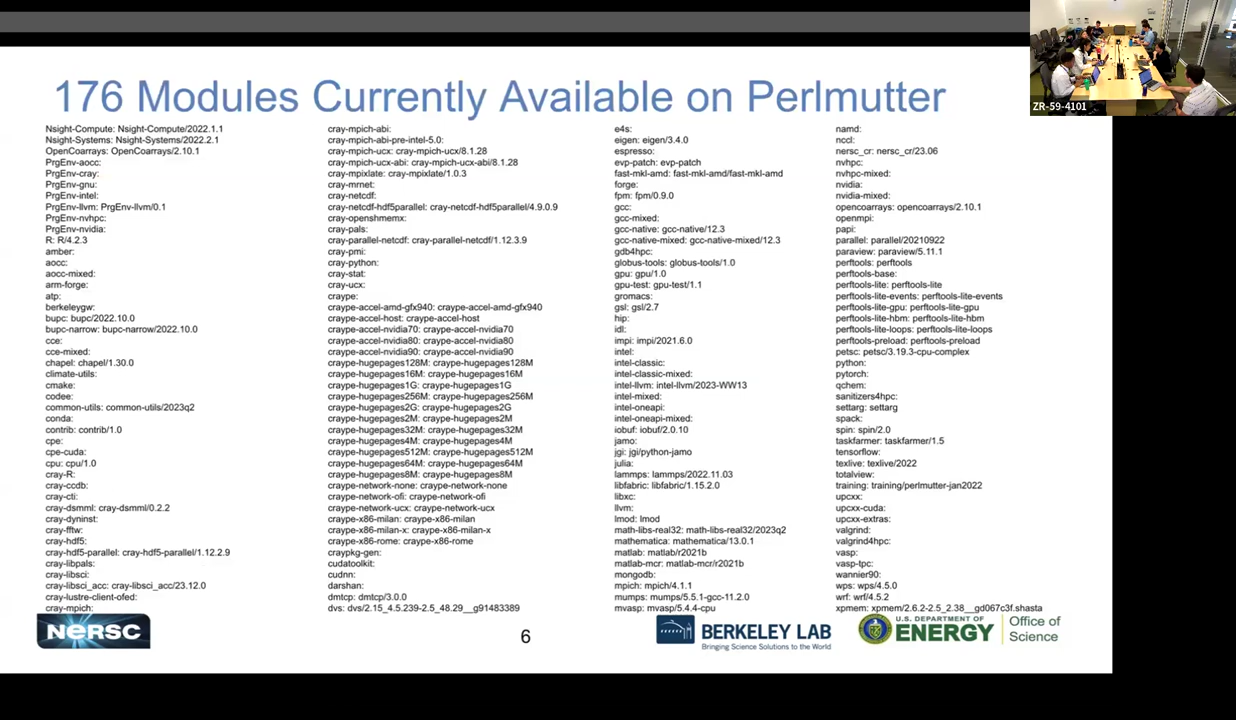 ZR-59-4101
176 Modules Currently Available on Perlmutter
Nsight-Compute: Nsight-Compute/2022.1.1
Nsight-Systems: Nsight-Systems/2022.2.1
OpenCoarrays: OpenCoarrays/2.10.1
PrgEnv-aocc:
PrgEnv-cray:
PrgEnv-gnu:
PrgEnv-intel:
PrgEnv-llvm: PrgEnv-llvm/0.1
PrgEnv-nvhpc:
PrgEnv-nvidia:
R: R/4.2.3
amber:
aocc:
aocc-mixed:
arm-forge:
atp:
berkeleygw:
bupc: bupc/2022.10.0
bupc-narrow: bupc-narrow/2022.10.0
cce:
cce-mixed:
chapel: chapel/1.30.0
climate-utils:
cmake:
codee:
common-utils: common-utils/2023q2
conda:
contrib: contrib/1.0
cpe:
cpe-cuda:
cpu: cpu/1.0
cray-R:
cray-ccdb:
cray-cti:
cray-dsmml: cray-dsmml/0.2.2
cray-dyninst:
cray-fftw:
cray-hdf5:
cray-hdf5-parallel: cray-hdf5-parallel/1.12.2.9
cray-libpals:
cray-libsci:
cray-libsci_acc: cray-libsci_acc/23.12.0
cray-lustre-client-ofed:
cray-mpich:
cray-mpich-abi:
cray-mpich-abi-pre-intel-5.0:
cray-mpich-ucx: cray-mpich-ucx/8.1.28
cray-mpich-ucx-abi: cray-mpich-ucx-abi/8.1.28
cray-mpixlate: cray-mpixlate/1.0.3
cray-mrnet:
cray-netcdf:
cray-netcdf-hdf5parallel: cray-netcdf-hdf5parallel/4.9.0.9
cray-openshmemx:
cray-pals:
cray-parallel-netcdf: cray-parallel-netcdf/1.12.3.9
cray-pmi:
cray-python:
cray-stat:
cray-ucx:
craype:
craype-accel-amd-gfx940: craype-accel-amd-gfx940
craype-accel-host: craype-accel-host
craype-accel-nvidia70: craype-accel-nvidia70
craype-accel-nvidia80: craype-accel-nvidia80
craype-accel-nvidia90: craype-accel-nvidia90
craype-hugepages128M: craype-hugepages128M
craype-hugepages16M: craype-hugepages16M
craype-hugepages1G: craype-hugepages1G
craype-hugepages256M: craype-hugepages256M
craype-hugepages2G: craype-hugepages2G
craype-hugepages2M: craype-hugepages2M
craype-hugepages32M: craype-hugepages32M
craype-hugepages4M: craype-hugepages4M
craype-hugepages512M: craype-hugepages512M
craype-hugepages64M: craype-hugepages64M
craype-hugepages8M: craype-hugepages8M
craype-network-none: craype-network-none
craype-network-ofi: craype-network-ofi
craype-network-ucx: craype-network-ucx
craype-x86-milan: craype-x86-milan
craype-x86-milan-x: craype-x86-milan-x
craype-x86-rome: craype-x86-rome
craypkg-gen:
cudatoolkit:
cudnn:
darshan:
dmtcp: dmtcp/3.0.0
dvs: dvs/2.15_4.5.239-2.5_48.29__g91483389
e4s:
eigen: eigen/3.4.0
espresso:
evp-patch: evp-patch
fast-mkl-amd: fast-mkl-amd/fast-mkl-amd
forge:
fpm: fpm/0.9.0
gcc:
gcc-mixed:
gcc-native: gcc-native/12.3
gcc-native-mixed: gcc-native-mixed/12.3
gdb4hpc:
globus-tools: globus-tools/1.0
gpu: gpu/1.0
gpu-test: gpu-test/1.1
gromacs:
gsl: gsl/2.7
hip:
idl:
impi: impi/2021.6.0
intel:
intel-classic:
intel-classic-mixed:
intel-llvm: intel-llvm/2023-WW13
intel-mixed:
intel-oneapi:
intel-oneapi-mixed:
iobuf: iobuf/2.0.10
jamo:
jgi: jgi/python-jamo
julia:
lammps: lammps/2022.11.03
libfabric: libfabric/1.15.2.0
libxc:
llvm:
lmod: lmod
math-libs-real32: math-libs-real32/2023q2
mathematica: mathematica/13.0.1
matlab: matlab/r2021b
matlab-mcr: matlab-mcr/r2021b
mongodb:
mpich: mpich/4.1.1
mumps: mumps/5.5.1-gcc-11.2.0
mvasp: mvasp/5.4.4-cpu
namd:
nccl:
nersc_cr: nersc_cr/23.06
nvhpc:
nvhpc-mixed:
nvidia:
nvidia-mixed:
opencoarrays: opencoarrays/2.10.1
openmpi:
papi:
parallel: parallel/20210922
paraview: paraview/5.11.1
perftools: perftools
perftools-base:
perftools-lite: perftools-lite
perftools-lite-events: perftools-lite-events
perftools-lite-gpu: perftools-lite-gpu
perftools-lite-hbm: perftools-lite-hbm
perftools-lite-loops: perftools-lite-loops
perftools-preload: perftools-preload
petsc: petsc/3.19.3-cpu-complex
python:
pytorch:
qchem:
sanitizers4hpc:
settarg: settarg
spack:
spin: spin/2.0
taskfarmer: taskfarmer/1.5
tensorflow:
texlive: texlive/2022
totalview:
training: training/perlmutter-jan2022
upcxx:
upcxx-cuda:
upcxx-extras:
valgrind:
valgrind4hpc:
vasp:
vasp-tpc:
wannier90:
wps: wps/4.5.0
wrf: wrf/4.5.2
xpmem: xpmem/2.6.2-2.5_2.38__gd067c3f.shasta
NERSC
6
BERKELEY LAB
Bringing Science Solutions to the World
U.S. DEPARTMENT OF
ENERGY
Office of
Science